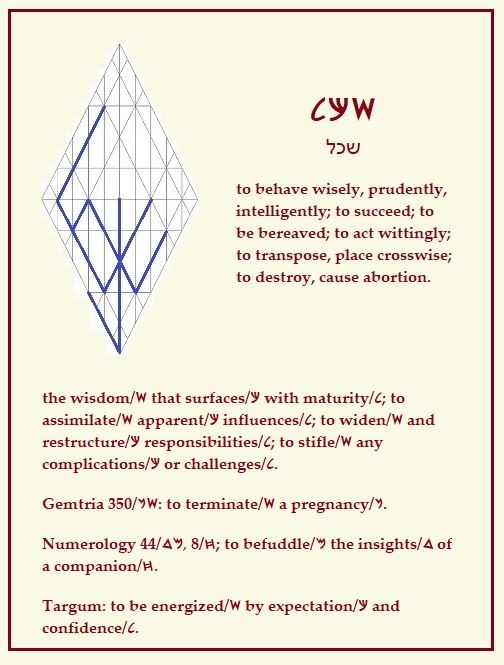 𐤔𐤊𐤋
שכל
to behave wisely, prudently,
intelligently; to succeed; to
be bereaved; to act wittingly;
to transpose, place crosswise;
to destroy, cause abortion.
the wisdom/𐤔 that surfaces/𐤊 with maturity/𐤋; to
assimilate/𐤔 apparent/𐤊 influences/𐤋; to widen/𐤔 and
restructure/𐤊 responsibilities/𐤋; to stifle/𐤔 any
complications/𐤊 or challenges/𐤋.
Gemtria 350/𐤔𐤍: to terminate/𐤔 a pregnancy/𐤍.
Numerology 44/𐤌𐤃, 8/𐤇; to befuddle/𐤌 the insights/𐤃 of
a companion/𐤇.
Targum: to be energized/𐤔 by expectation/𐤊 and
confidence/𐤋.